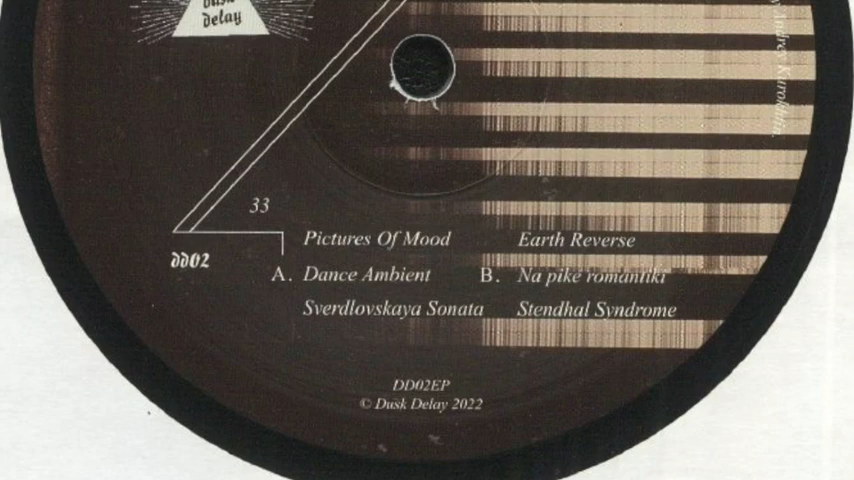 dusk
delay
33
dd02
Pictures Of Mood
A. Dance Ambient
Sverdlovskaya Sonata
Earth Reverse
B. Na pike romantiki
Stendhal Syndrome
DD02EP
© Dusk Delay 2022
Andrey